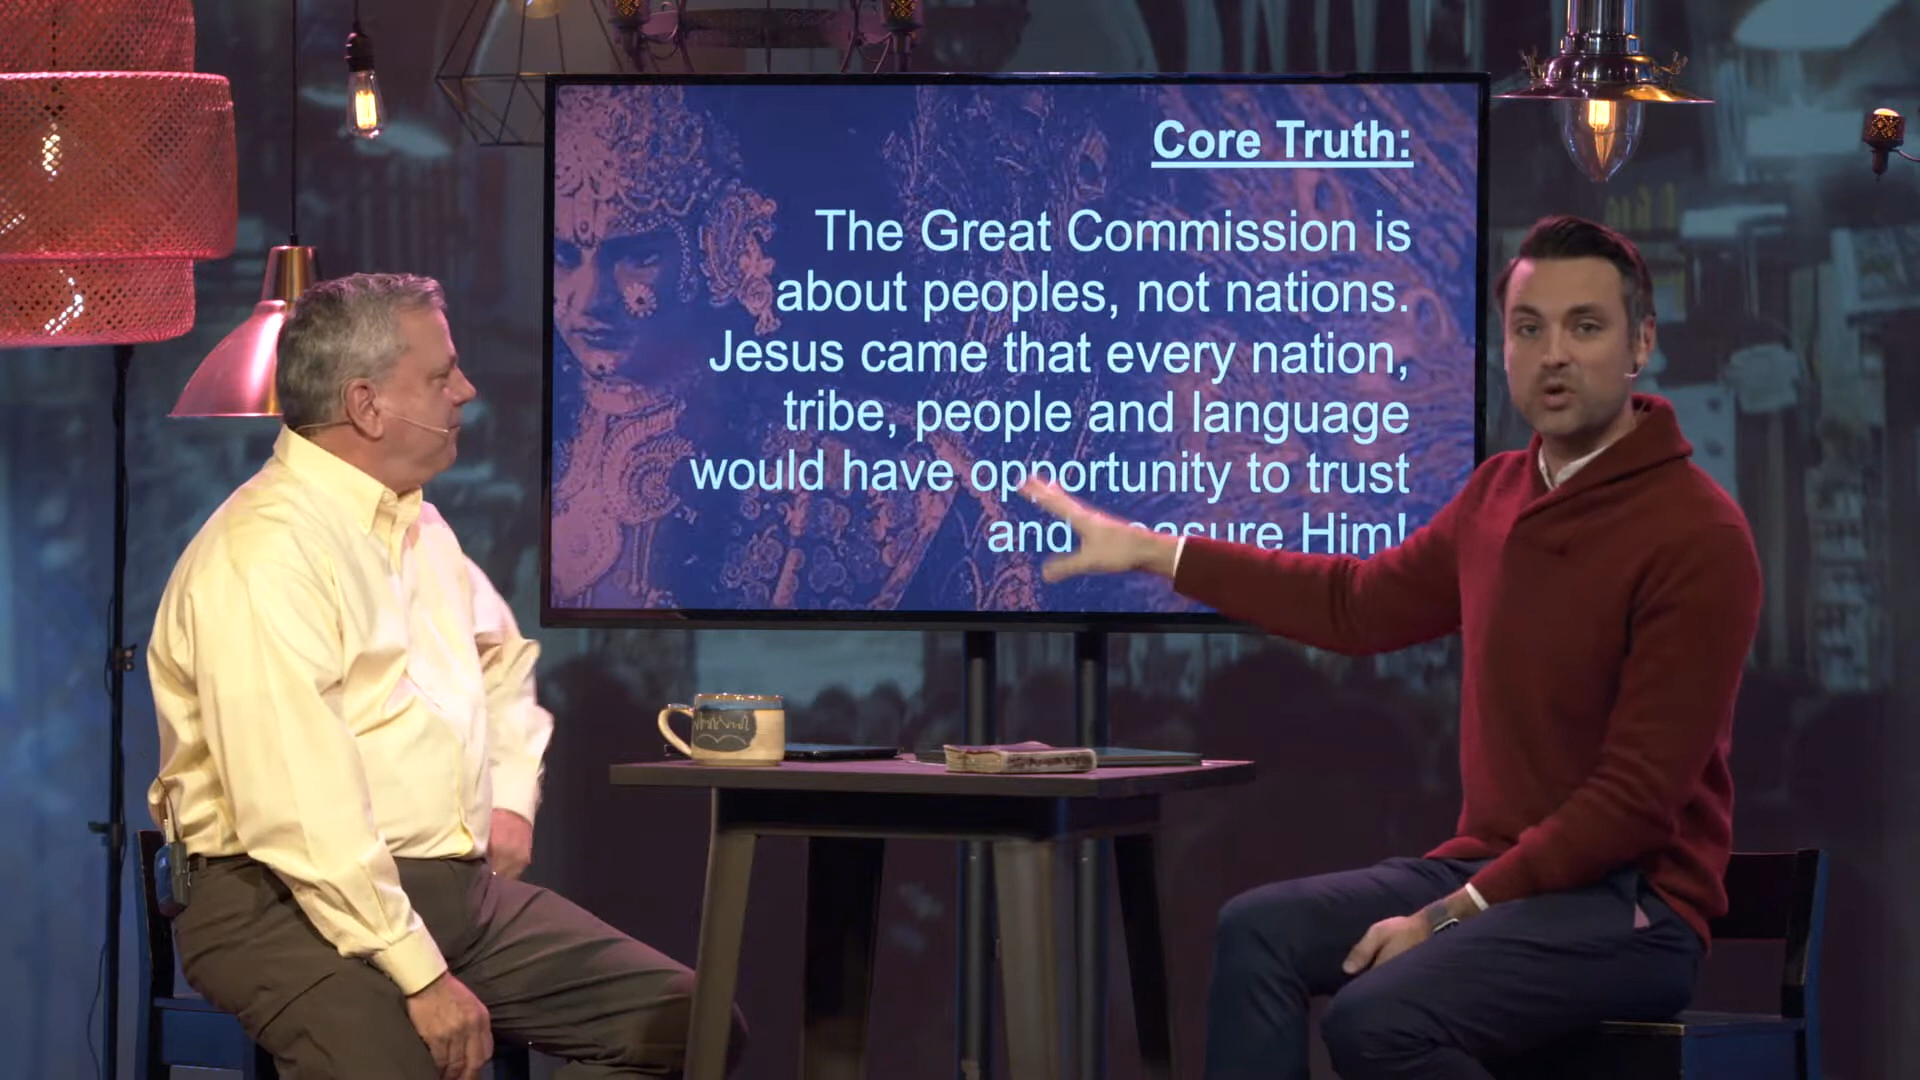 Core Truth:
The Great Commission is
about peoples, not nations.
Jesus came that every nation,
tribe, people and language
would have opportunity to trust
and Him!